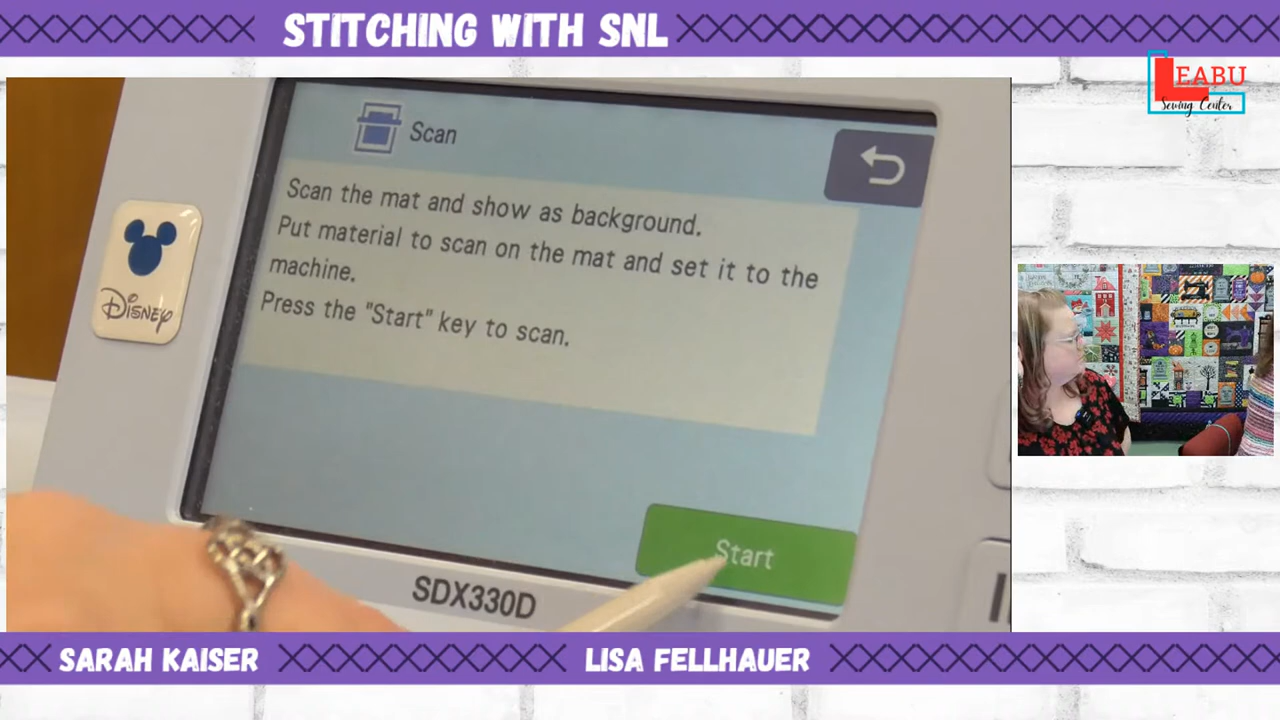 STITCHING WITH SNL
LEABU
Sewing Center
Scan
Scan the mat and show as background.
Put material to scan on the mat and set it to the
machine.
Press the "Start" key to scan.
Disney
Start
SDX330D
SARAH KAISER
LISA FELLHAUER